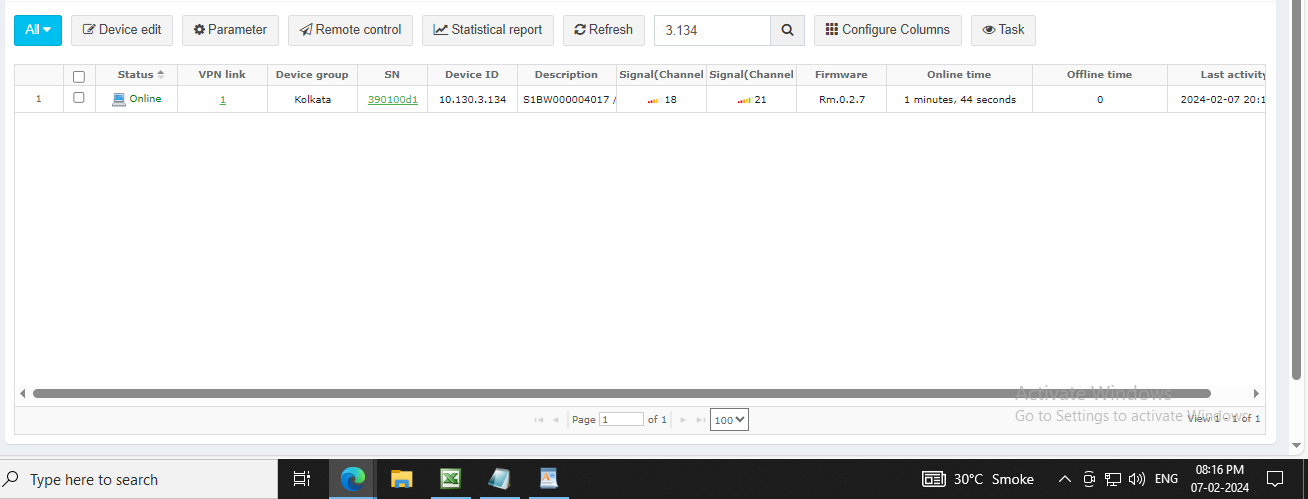 All Device edit Parameter Remote control Statistical report Refresh 3.134 Configure Columns Task
Status VPN link Device group SN Device ID Description Signal(Channel Signal(Channel Firmware Online time Offline time Last activity
1 Online 1 Kolkata 390100d1 10.130.3.134 S1BW000004017 / 18 21 Rm.0.2.7 1 minutes, 44 seconds 0 2024-02-07 20:1
Activate Windows
Go to Settings to activate Windows.
Page 1 of 1 100 View 1 - 1 of 1
Type here to search 30°C Smoke ENG 08:16 PM
07-02-2024